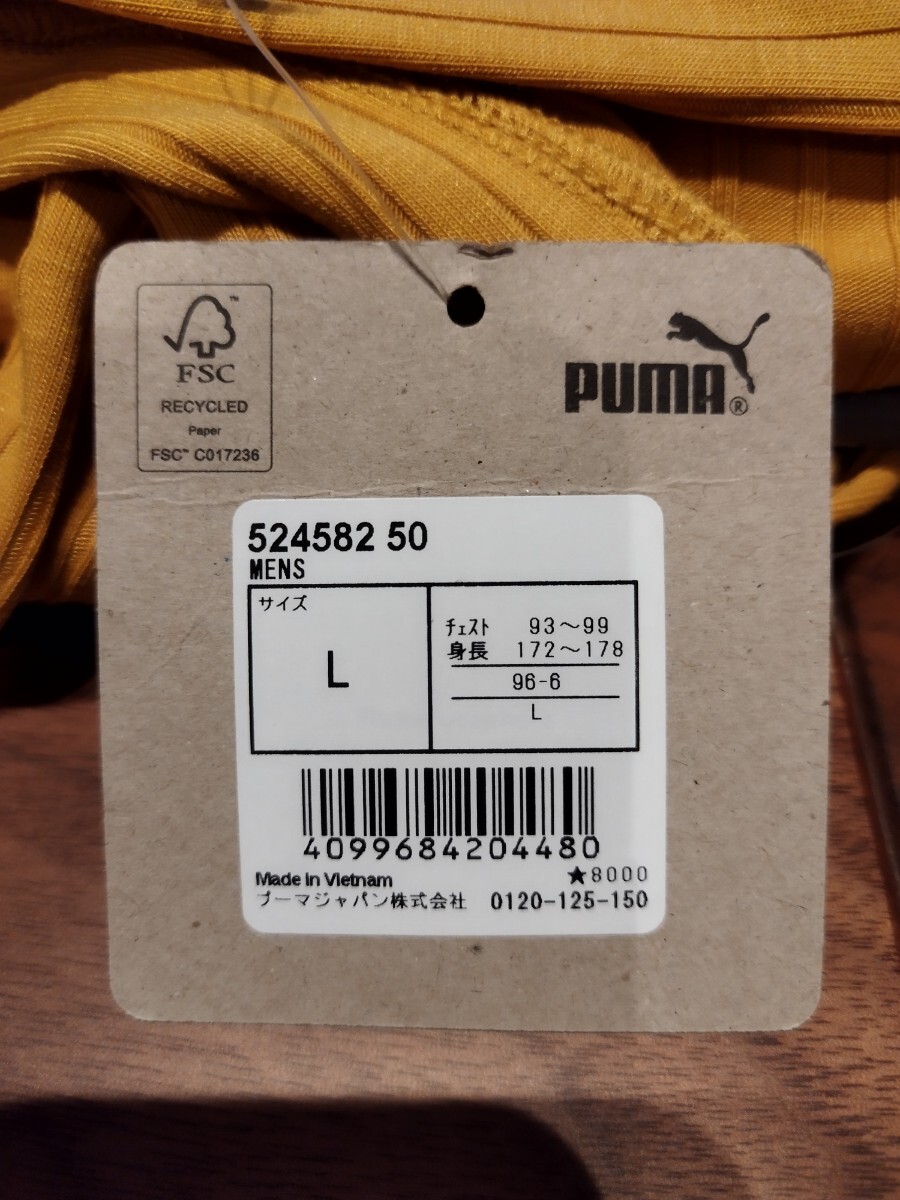 FSC™
RECYCLED
Paper
FSC™ C017236
PUMA®
524582 50
MENS
サイズ
L
ﾁｪｽﾄ 93～99
身長 172～178
96-6
L
4099684204480
★8000
Made in Vietnam
プーマジャパン株式会社 0120-125-150